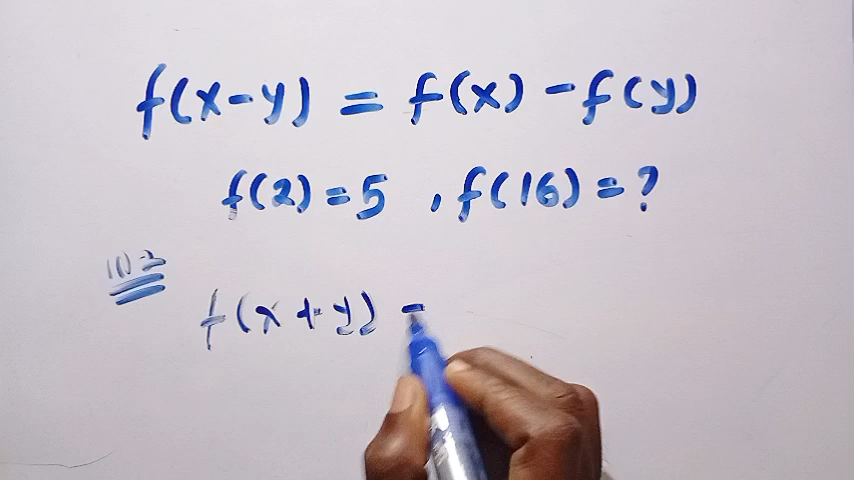 f(x-y) = f(x) - f(y)
f(2) = 5 , f(16) = ?
f(x + y) =